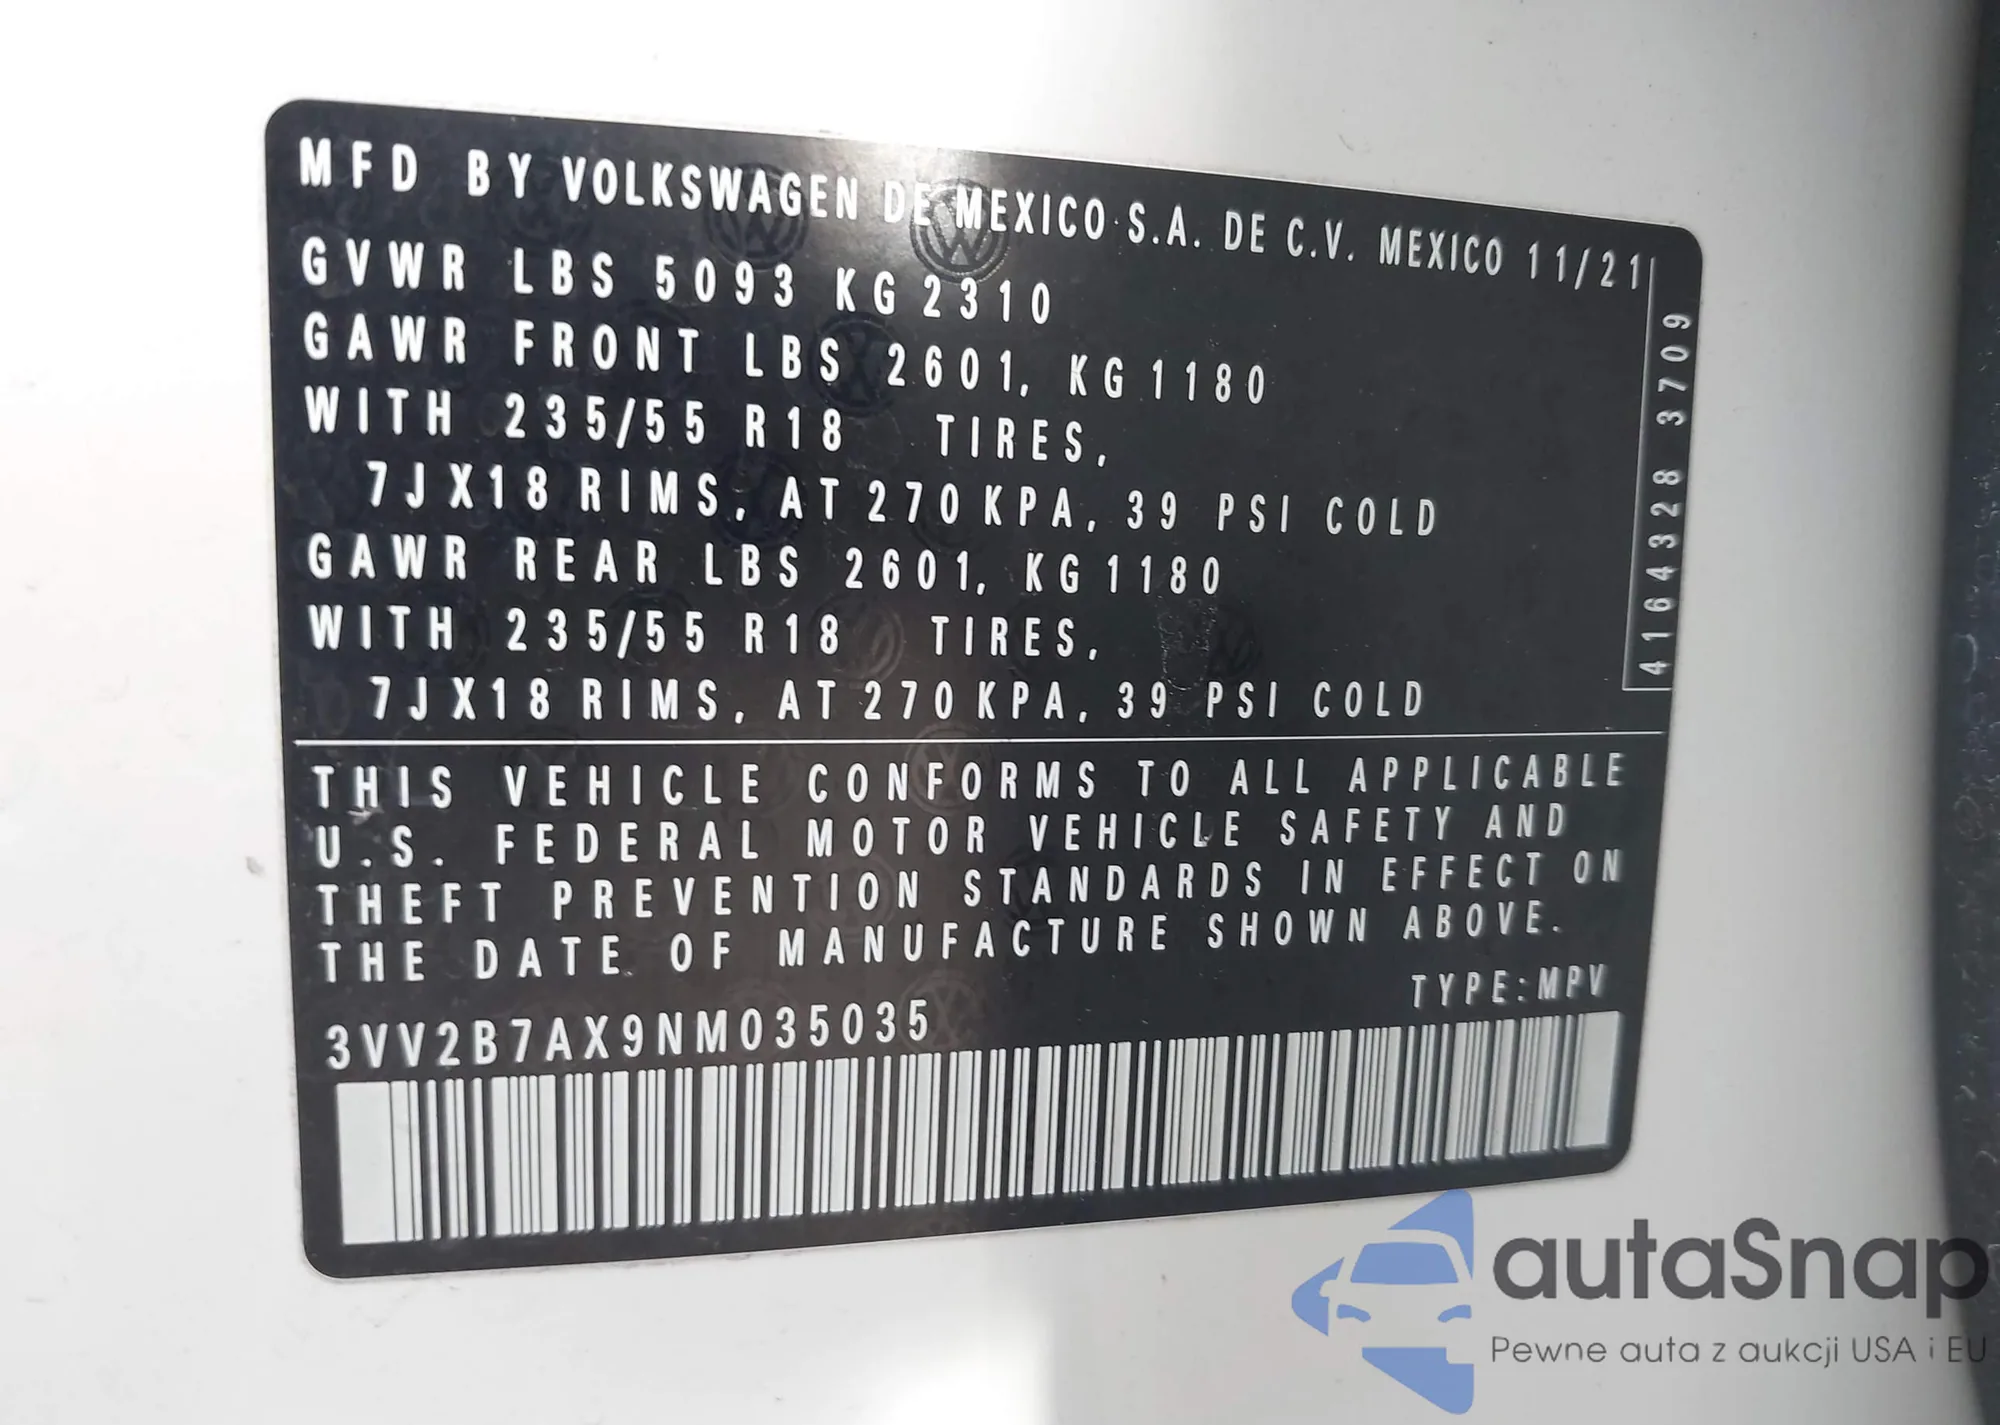 MFD BY VOLKSWAGEN DE MEXICO S.A. DE C.V. MEXICO 11/21
GVWR LBS 5093 KG 2310
GAWR FRONT LBS 2601, KG 1180
WITH 235/55 R18 TIRES,
7JX18 RIMS, AT 270 KPA, 39 PSI COLD
GAWR REAR LBS 2601, KG 1180
WITH 235/55 R18 TIRES,
7JX18 RIMS, AT 270 KPA, 39 PSI COLD
4164328 3709
THIS VEHICLE CONFORMS TO ALL APPLICABLE
U.S. FEDERAL MOTOR VEHICLE SAFETY AND
THEFT PREVENTION STANDARDS IN EFFECT ON
THE DATE OF MANUFACTURE SHOWN ABOVE.
TYPE:MPV
3VV2B7AX9NM035035
autaSnap
Pewne auta z aukcji USA i EU